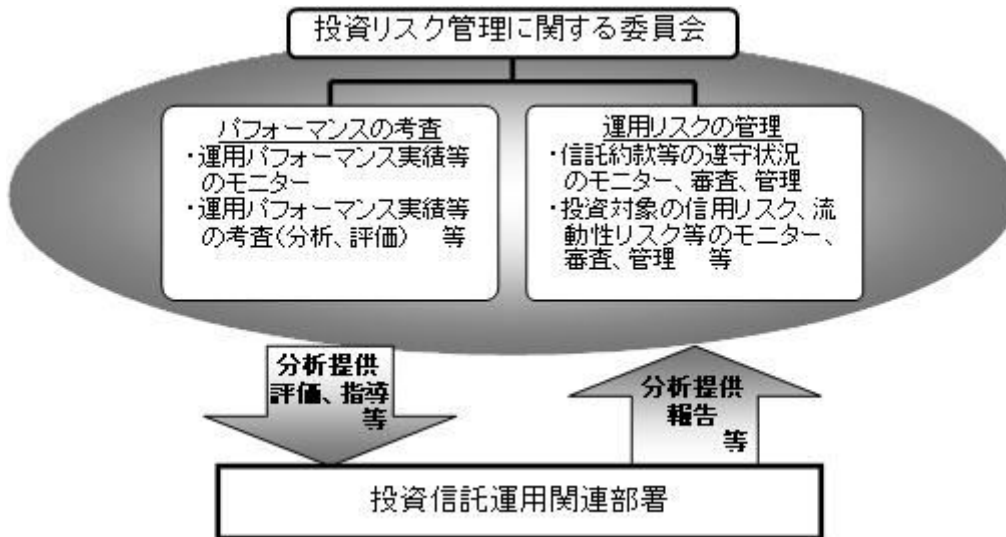 投資リスク管理に関する委員会
パフォーマンスの考査
・運用パフォーマンス実績等
のモニター
・運用パフォーマンス実績等
の考査(分析、評価) 等
運用リスクの管理
・信託約款等の遵守状況
のモニター、審査、管理
・投資対象の信用リスク、流
動性リスク等のモニター、
審査、管理 等
分析提供
評価、指導
等
分析提供
報告
等
投資信託運用関連部署